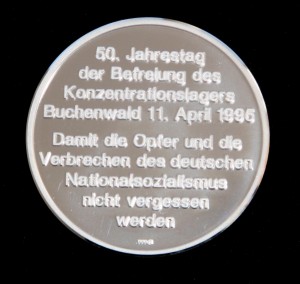 50. Jahrestag
der Befreiung des
Konzentrationslagers
Buchenwald 11. April 1995
Damit die Opfer und die
Verbrechen des deutschen
Nationalsozialismus
nicht vergessen
werden